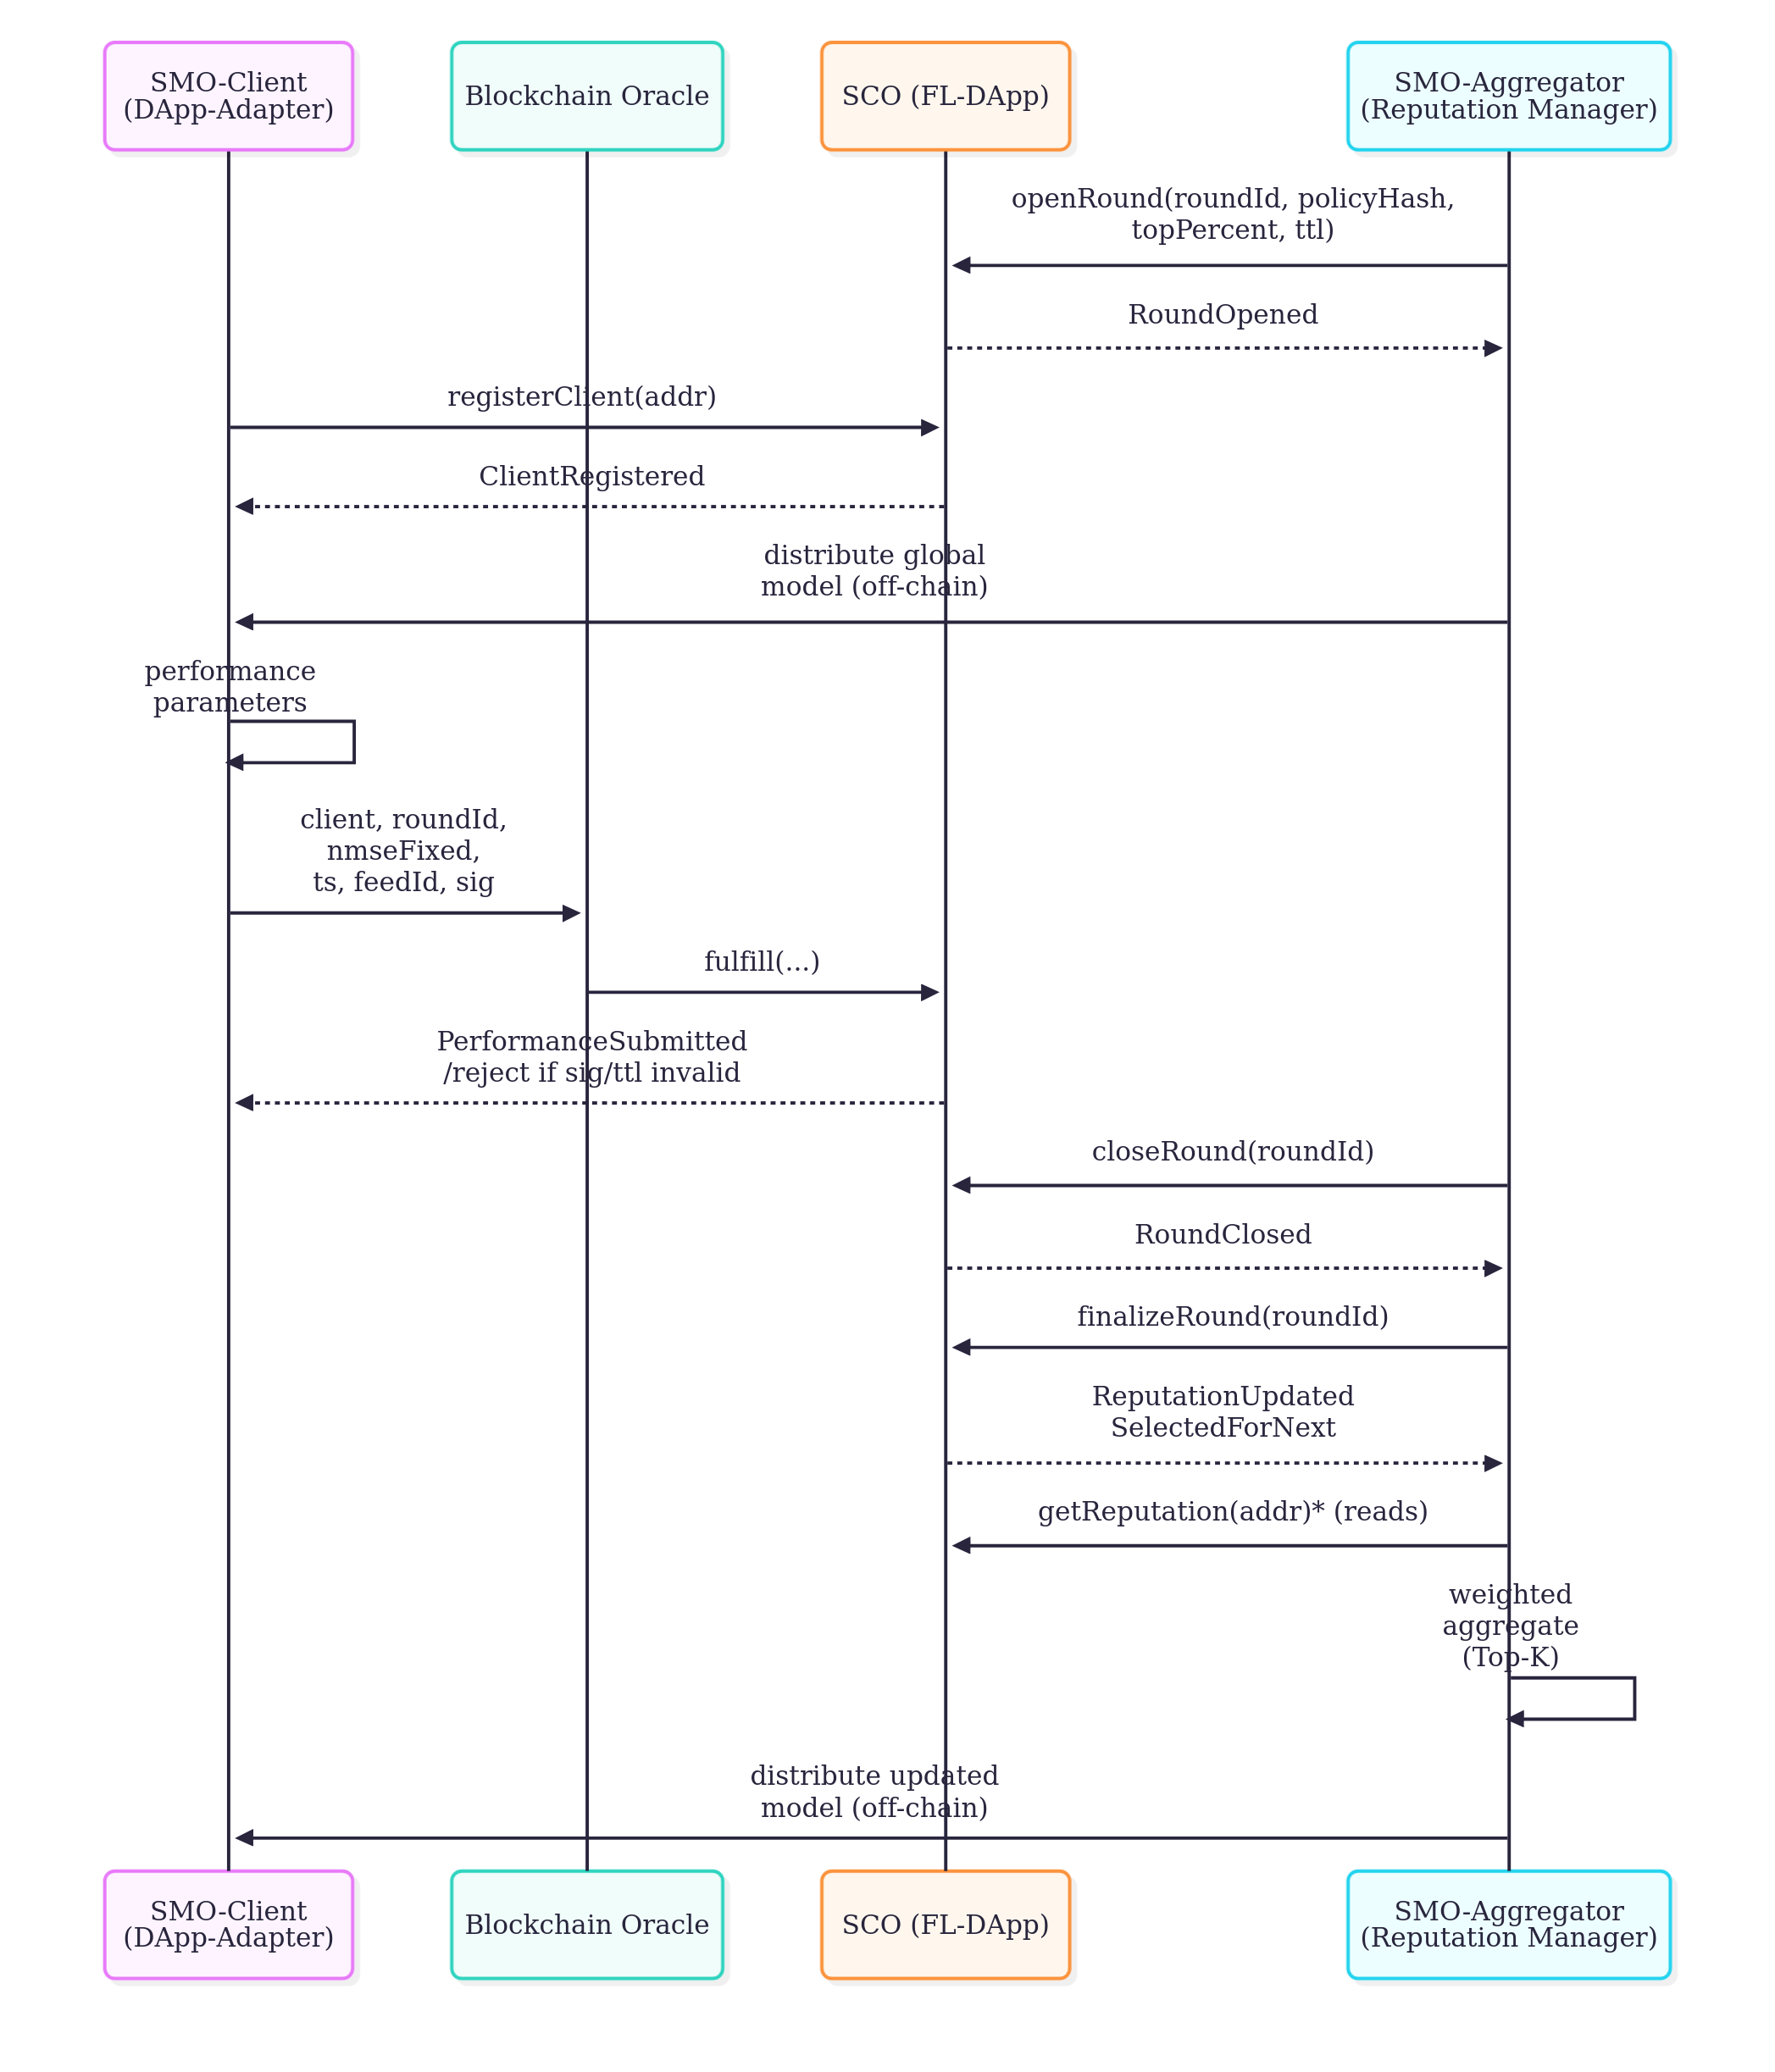 SMO-Client
(DApp-Adapter)
Blockchain Oracle
SCO (FL-DApp)
SMO-Aggregator
(Reputation Manager)
openRound(roundId, policyHash,
topPercent, ttl)
RoundOpened
registerClient(addr)
ClientRegistered
distribute global
model (off-chain)
performance
parameters
client, roundId,
nmseFixed,
ts, feedId, sig
fulfill(...)
PerformanceSubmitted
/reject if sig/ttl invalid
closeRound(roundId)
RoundClosed
finalizeRound(roundId)
ReputationUpdated
SelectedForNext
getReputation(addr)* (reads)
weighted
aggregate
(Top-K)
distribute updated
model (off-chain)
SMO-Client
(DApp-Adapter)
Blockchain Oracle
SCO (FL-DApp)
SMO-Aggregator
(Reputation Manager)